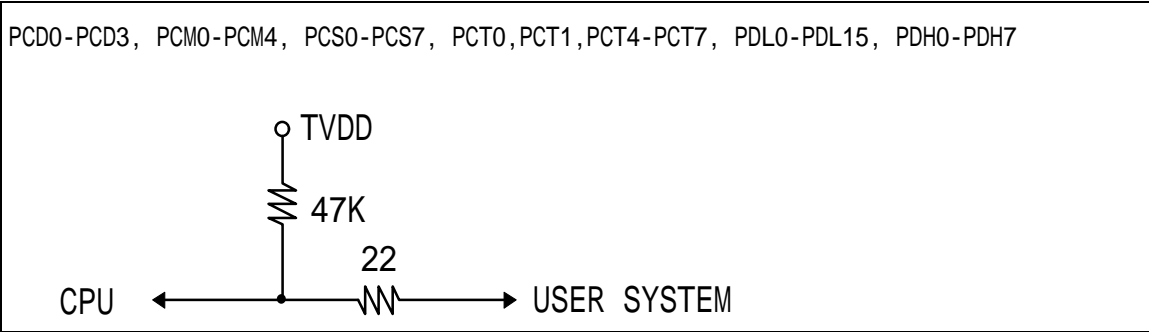 PCD0-PCD3, PCM0-PCM4, PCS0-PCS7, PCT0,PCT1,PCT4-PCT7, PDL0-PDL15, PDH0-PDH7
TVDD
47K
22
CPU
USER SYSTEM